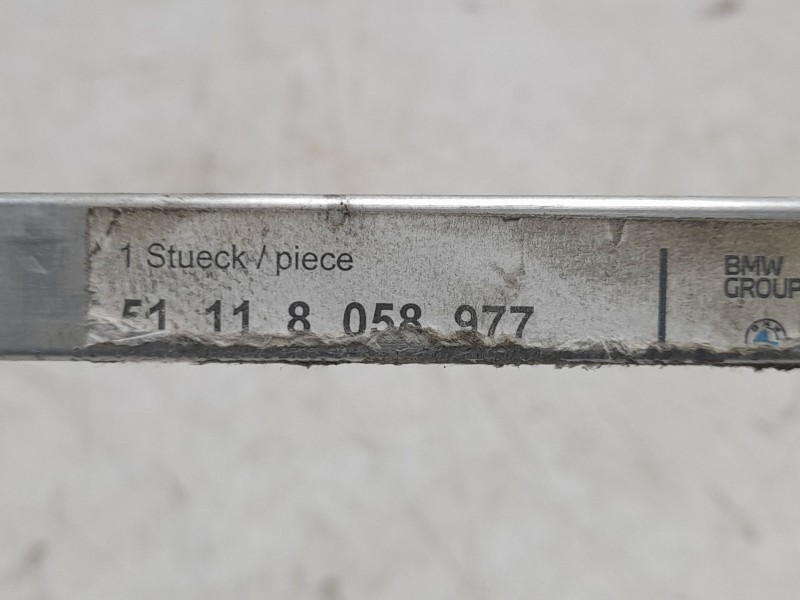 1 Stueck / piece
51 11 8 058 977
BMW
GROUP